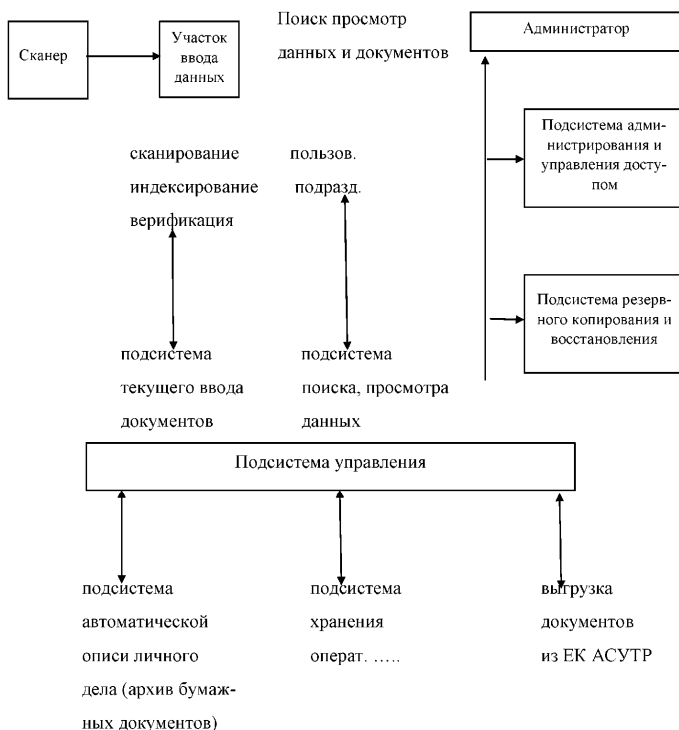 Сканер
Участок
ввода
данных
Поиск просмотр
данных и документов
Администратор
Подсистема адми-
нистрирования и
управления досту-
пом
сканирование
индексирование
верификация
пользов.
подразд.
Подсистема резерв-
ного копирования и
восстановления
подсистема
текущего ввода
документов
подсистема
поиска, просмотра
данных
Подсистема управления
подсистема
автоматической
описи личного
дела (архив бумаж-
ных документов)
подсистема
хранения
операт. …..
выгрузка
документов
из ЕК АСУТР